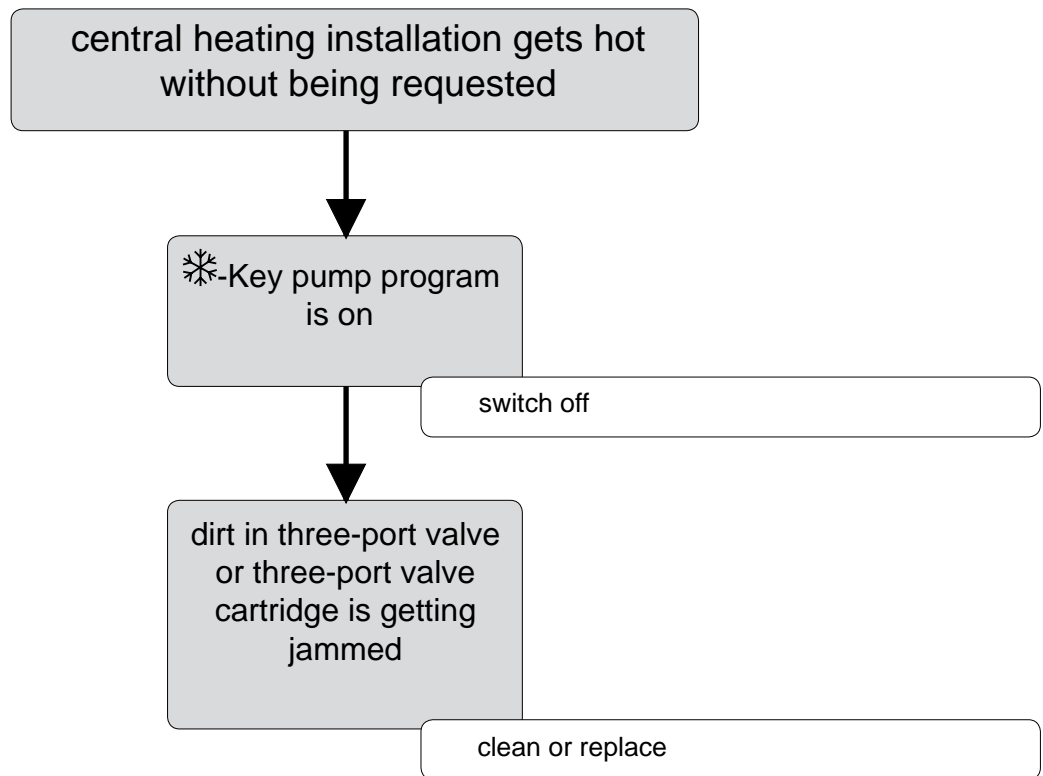 central heating installation gets hot
without being requested
-Key pump program
is on
switch off
dirt in three-port valve
or three-port valve
cartridge is getting
jammed
clean or replace